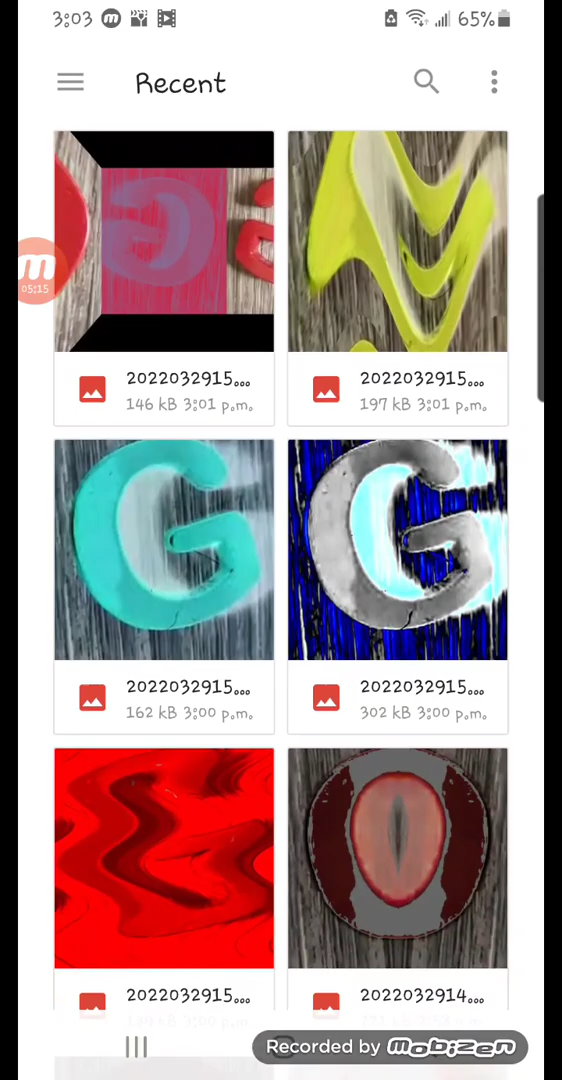 3:03 65%
Recent
05:15
2022032915... 2022032915...
146 kB 3:01 p.m. 197 kB 3:01 p.m.
G
G G
2022032915... 2022032915...
162 kB 3:00 p.m. 302 kB 3:00 p.m.
2022032915... 2022032914...
Recorded by mobizen